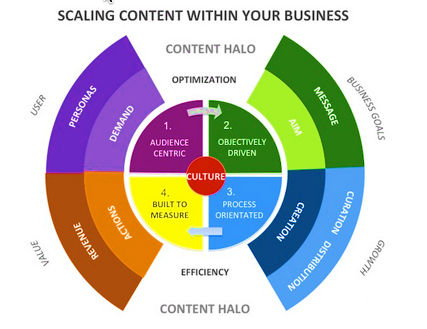 SCALING CONTENT WITHIN YOUR BUSINESS
CONTENT HALO
OPTIMIZATION
USER
PERSONAS
DEMAND
1.
AUDIENCE
CENTRIC
2.
OBJECTIVELY
DRIVEN
AIM
MESSAGE
BUSINESS GOALS
CULTURE
4.
BUILT TO
MEASURE
3.
PROCESS
ORIENTATED
VALUE
REVENUE
ACTIONS
CREATION
CURATION DISTRIBUTION
GROWTH
EFFICIENCY
CONTENT HALO